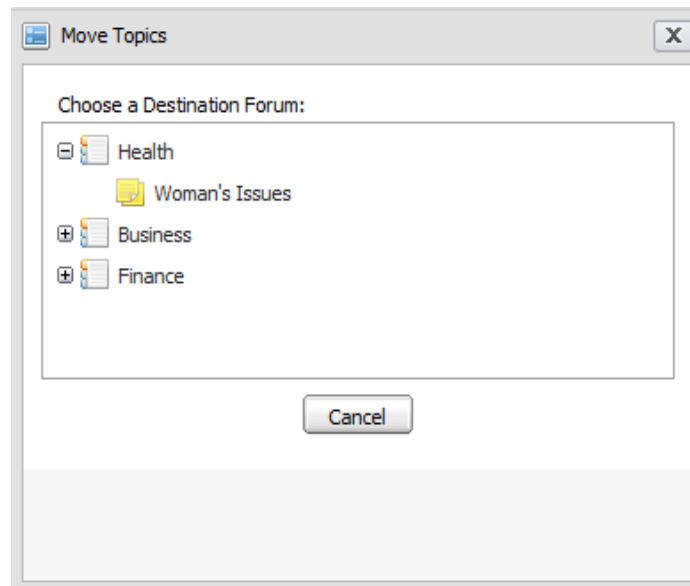 Move Topics
X
Choose a Destination Forum:
Health
Woman's Issues
Business
Finance
Cancel